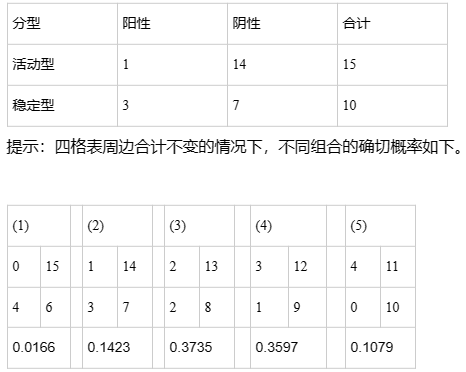 分型 阳性 阴性 合计
活动型 1 14 15
稳定型 3 7 10
提示：四格表周边合计不变的情况下，不同组合的确切概率如下。
(1) (2) (3) (4) (5)
0 15 1 14 2 13 3 12 4 11
4 6 3 7 2 8 1 9 0 10
0.0166 0.1423 0.3735 0.3597 0.1079